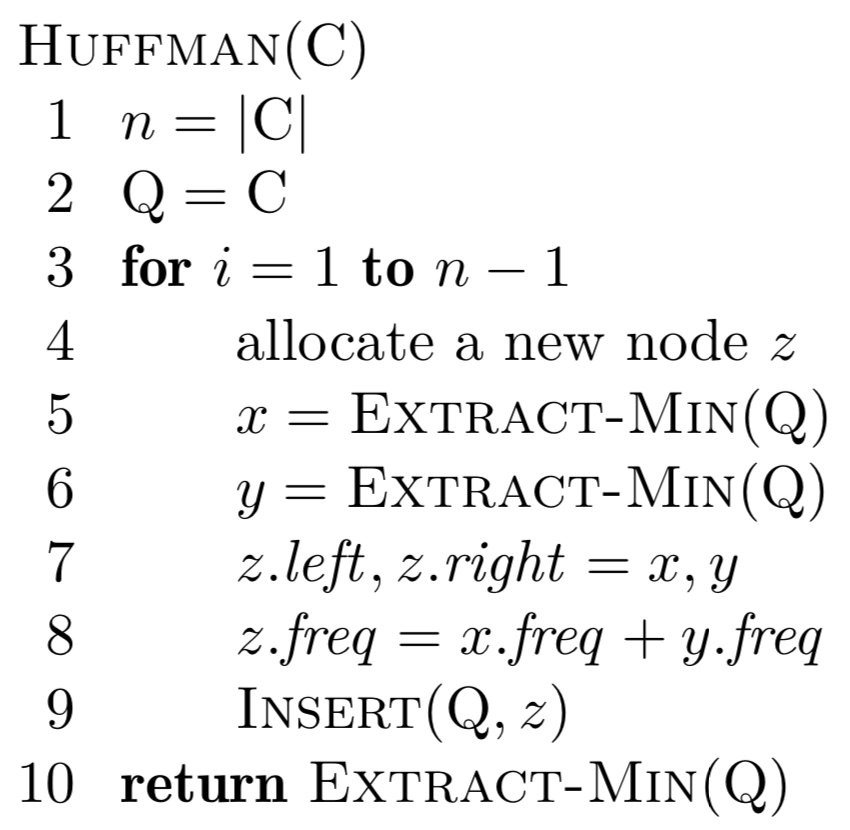 HUFFMAN(C)
1 n = |C|
2 Q = C
3 for i = 1 to n − 1
4 allocate a new node z
5 x = EXTRACT-MIN(Q)
6 y = EXTRACT-MIN(Q)
7 z.left, z.right = x, y
8 z.freq = x.freq + y.freq
9 INSERT(Q, z)
10 return EXTRACT-MIN(Q)